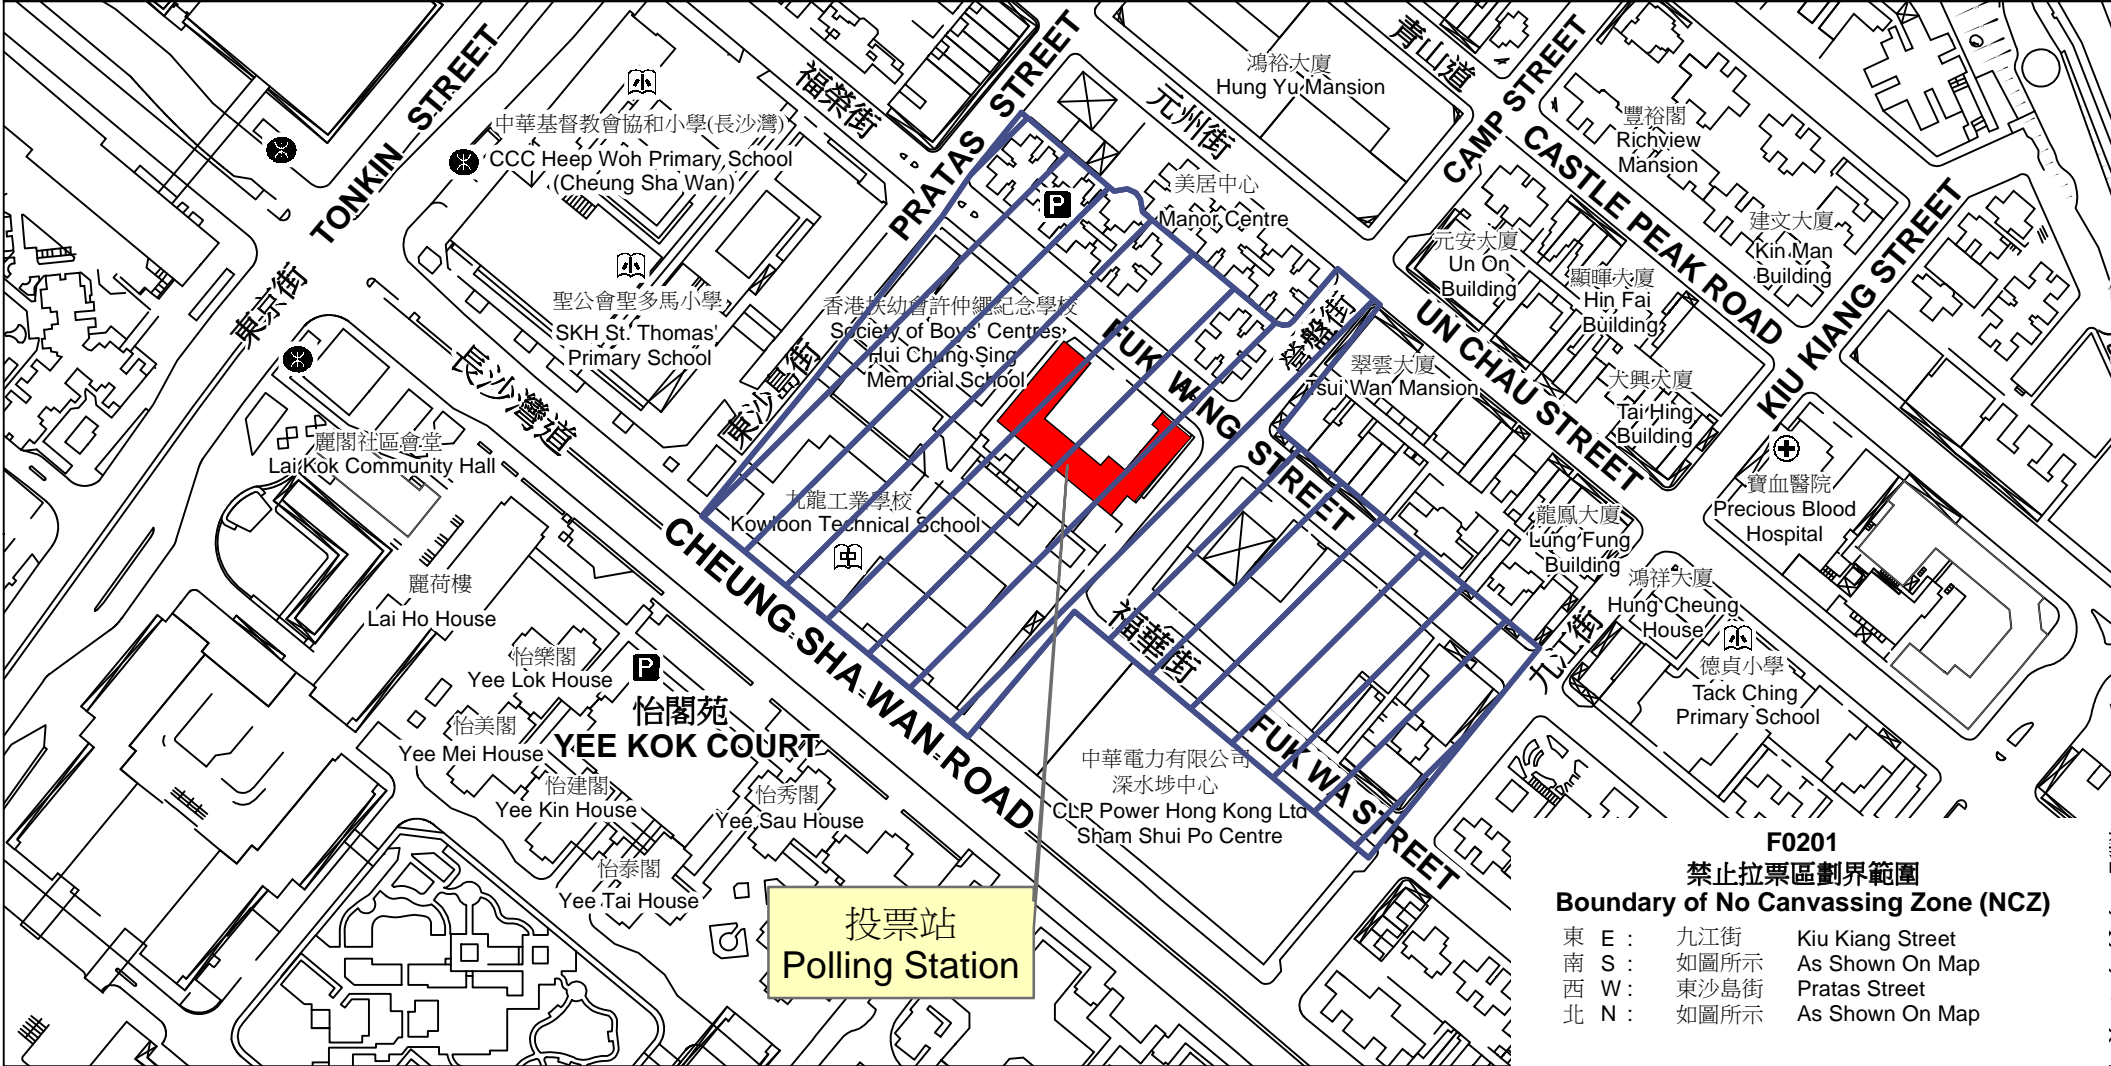 TONKIN STREET
東京街
福榮街
PRATAS STREET
東沙島街
中華基督教會協和小學(長沙灣)
CCC Heep Woh Primary School
(Cheung Sha Wan)
聖公會聖多馬小學
SKH St. Thomas'
Primary School
鴻裕大廈
Hung Yu Mansion
元州街
美居中心
Manor Centre
青山道
CAMP STREET
CASTLE PEAK ROAD
豐裕閣
Richview
Mansion
建文大廈
Kin Man
Building
KIU KIANG STREET
元安大廈
Un On
Building
顯暉大廈
Hin Fai
Building
UN CHAU STREET
大興大廈
Tai Hing
Building
翠雲大廈
Tsui Wan Mansion
營盤街
香港扶幼會許仲繩紀念學校
Society of Boys' Centres
Hui Chung Sing
Memorial School
FUK WING STREET
長沙灣道
麗閣社區會堂
Lai Kok Community Hall
九龍工業學校
Kowloon Technical School
中
寶血醫院
Precious Blood
Hospital
龍鳳大廈
Lung Fung
Building
鴻祥大廈
Hung Cheung
House
德貞小學
Tack Ching
Primary School
九江街
福華街
FUK WA STREET
CHEUNG SHA WAN ROAD
麗荷樓
Lai Ho House
怡樂閣
Yee Lok House
怡閣苑
YEE KOK COURT
怡美閣
Yee Mei House
怡建閣
Yee Kin House
怡秀閣
Yee Sau House
怡泰閣
Yee Tai House
中華電力有限公司
深水埗中心
CLP Power Hong Kong Ltd
Sham Shui Po Centre
P
P
小
小
小
投票站
Polling Station
F0201
禁止拉票區劃界範圍
Boundary of No Canvassing Zone (NCZ)
東 E : 九江街 Kiu Kiang Street
南 S : 如圖所示 As Shown On Map
西 W : 東沙島街 Pratas Street
北 N : 如圖所示 As Shown On Map